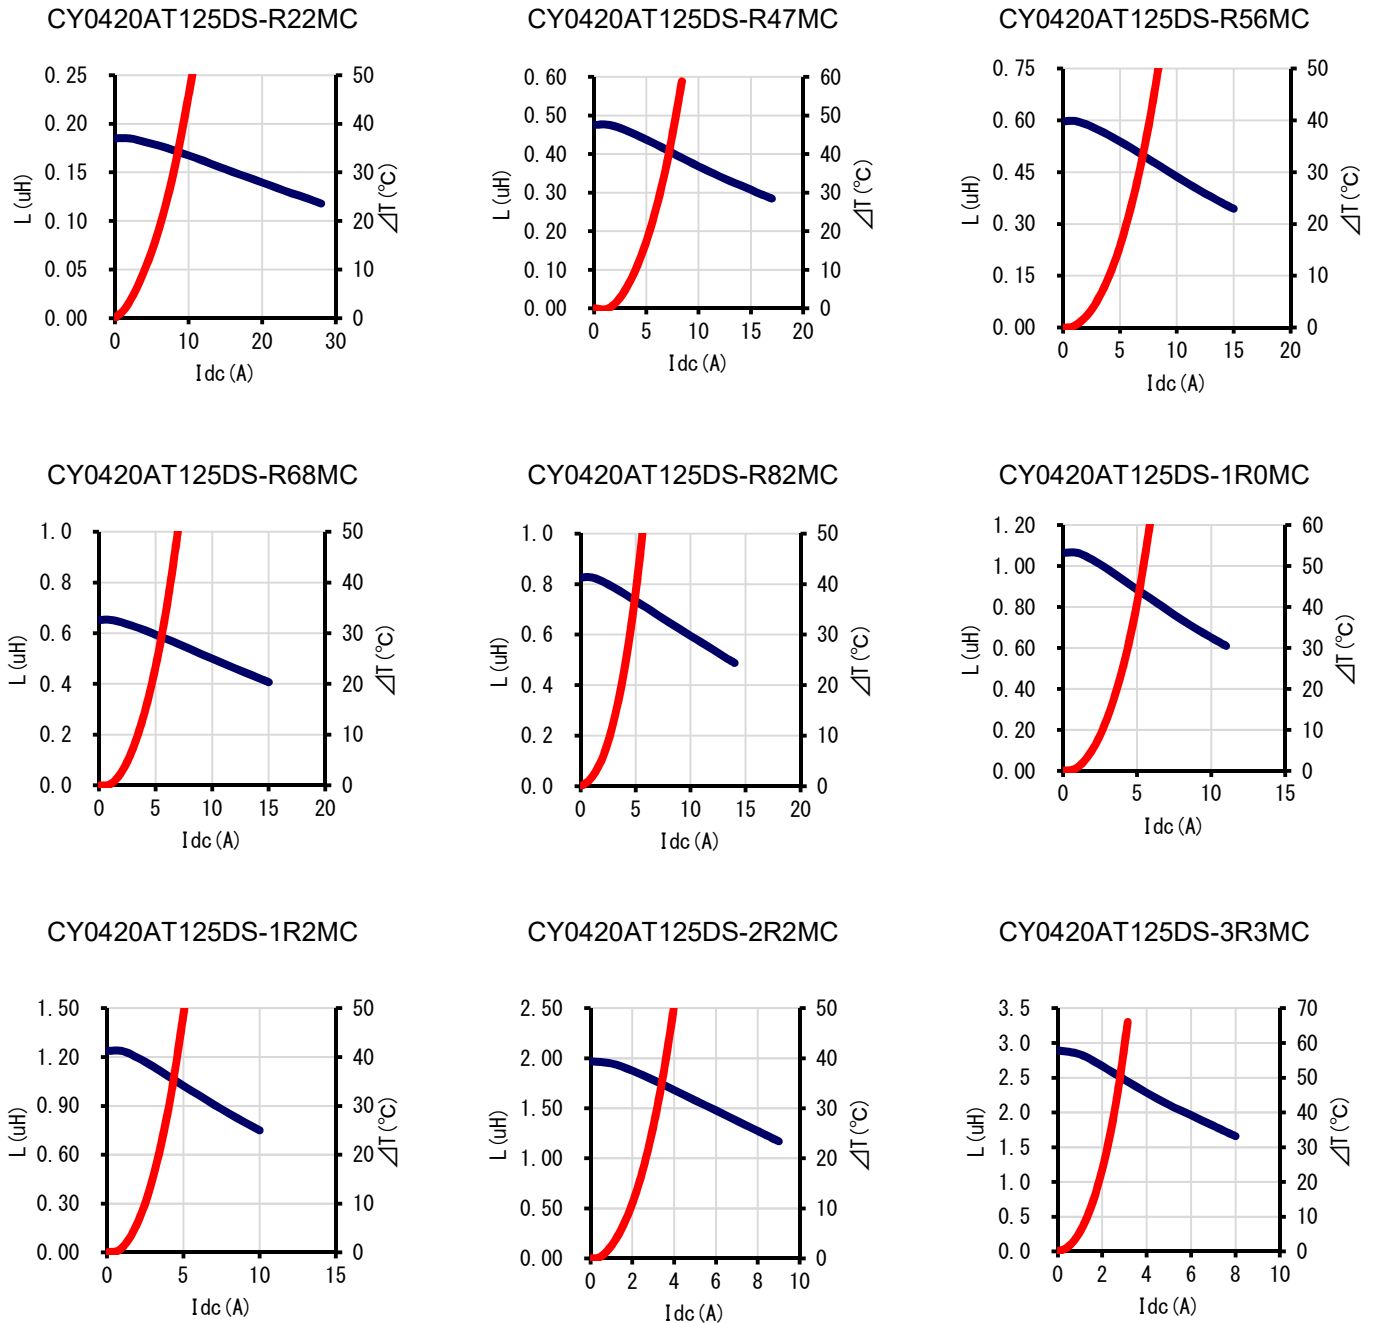 CY0420AT125DS-R22MC CY0420AT125DS-R47MC CY0420AT125DS-R56MC
0.25 50 0.60 60 0.75 50
0.20 40 0.50 50 0.60 40
0.15 30 0.40 40 0.45 30
0.10 20 0.30 30 0.30 20
0.05 10 0.20 20 0.15 10
0.00 0 0.10 10 0.00 0
0.00 0
L(uH) ⊿T(℃) L(uH) ⊿T(℃) L(uH) ⊿T(℃)
0 10 20 30 0 5 10 15 20 0 5 10 15 20
Idc(A) Idc(A) Idc(A)
CY0420AT125DS-R68MC CY0420AT125DS-R82MC CY0420AT125DS-1R0MC
1.0 50 1.0 50 1.20 60
0.8 40 0.8 40 1.00 50
0.6 30 0.6 30 0.80 40
0.4 20 0.4 20 0.60 30
0.2 10 0.2 10 0.40 20
0.0 0 0.0 0 0.20 10
0.00 0
L(uH) ⊿T(℃) L(uH) ⊿T(℃) L(uH) ⊿T(℃)
0 5 10 15 20 0 5 10 15 20 0 5 10 15
Idc(A) Idc(A) Idc(A)
CY0420AT125DS-1R2MC CY0420AT125DS-2R2MC CY0420AT125DS-3R3MC
1.50 50 2.50 50 3.5 70
1.20 40 2.00 40 3.0 60
0.90 30 1.50 30 2.5 50
0.60 20 1.00 20 2.0 40
0.30 10 0.50 10 1.5 30
0.00 0 0.00 0 1.0 20
0.5 10
0.0 0
L(uH) ⊿T(℃) L(uH) ⊿T(℃) L(uH) ⊿T(℃)
0 5 10 15 0 2 4 6 8 10 0 2 4 6 8 10
Idc(A) Idc(A) Idc(A)